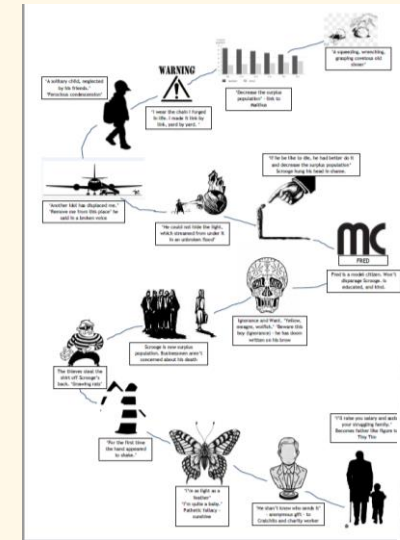 "A squeezing, wrenching,
grasping covetous old
sinner"
"Decrease the surplus
population" - link to
Malthus
WARNING
"I wear the chain I forged
in life. I made it link by
link, yard by yard. "
"A solitary child, neglected
by his friends."
"Ferocious condescension"
"Another Idol has displaced me."
"Remove me from this place" he
said in a broken voice
"He could not hide the light,
which streamed from under it
in an unbroken flood"
"If he be like to die, he had better do it
and decrease the surplus population"
Scrooge hung his head in shame.
mc
FRED
Fred is a model citizen. Won't
disparage Scrooge, is
educated, and kind.
Ignorance and Want. "Yellow,
meagre, wolfish." "Beware this
boy (ignorance) - he has doom
written on his brow
Scrooge is now surplus
population. Businessmen aren't
concerned about his death
The thieves steal the
shirt off Scrooge's
back. "Gnawing rats"
"For the first time
the hand appeared
to shake."
"I'm as light as a
feather"
"I'm quite a baby."
Pathetic fallacy -
sunshine
"He shan't know who sends it"
- anonymous gift - to
Cratchits and charity worker
"I'll raise you salary and
your struggling family."
Becomes father like figure to
Tiny Tim